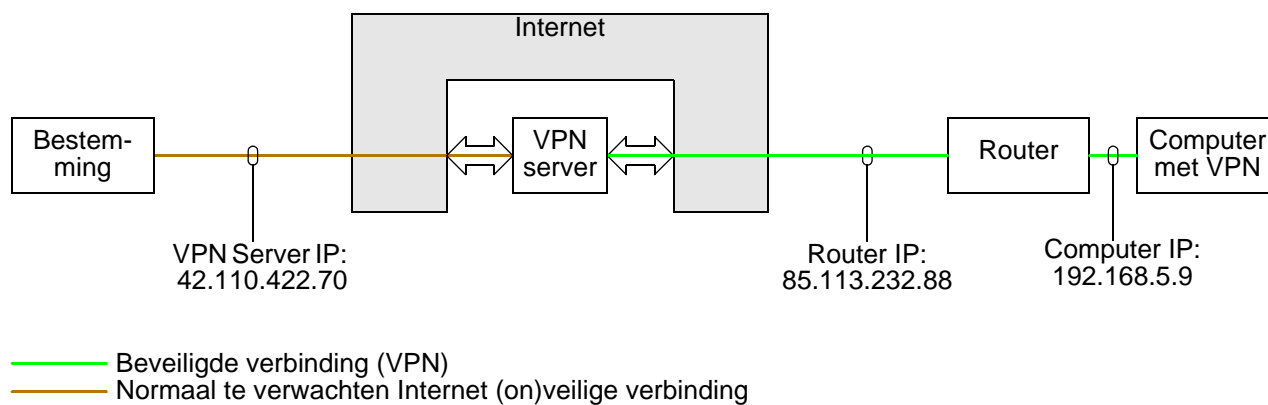 Internet
Bestem-
ming
VPN
server
Router
Computer
met VPN
VPN Server IP:
42.110.422.70
Router IP:
85.113.232.88
Computer IP:
192.168.5.9
Beveiligde verbinding (VPN)
Normaal te verwachten Internet (on)veilige verbinding